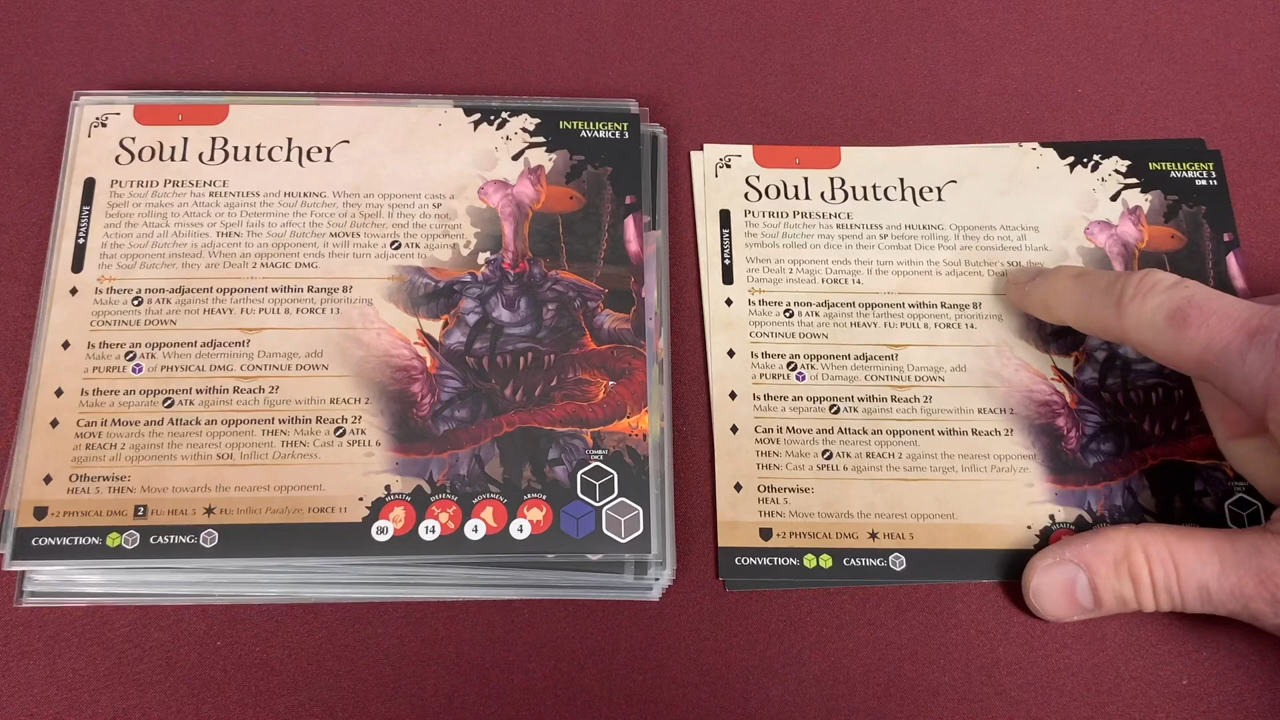 I
INTELLIGENT
AVARICE 3
Soul Butcher
PUTRID PRESENCE
PASSIVE
The Soul Butcher has RELENTLESS and HULKING. When an opponent casts a
Spell or makes an Attack against the Soul Butcher, they may spend an SP
before rolling to Attack or to Determine the Force of a Spell. If they do not,
and the Attack misses or Spell fails to affect the Soul Butcher, end the current
Action and all Abilities. THEN: The Soul Butcher MOVES towards the opponent.
If the Soul Butcher is adjacent to an opponent, it will make a ATK against
that opponent instead. When an opponent ends their turn adjacent to
the Soul Butcher, they are Dealt 2 MAGIC DMG.
Is there a non-adjacent opponent within Range 8?
Make a 8 ATK against the farthest opponent, prioritizing
opponents that are not HEAVY. FU: PULL 8, FORCE 13.
CONTINUE DOWN
Is there an opponent adjacent?
Make a ATK. When determining Damage, add
a PURPLE of PHYSICAL DMG. CONTINUE DOWN
Is there an opponent within Reach 2?
Make a separate ATK against each figure within REACH 2.
Can it Move and Attack an opponent within Reach 2?
MOVE towards the nearest opponent. THEN: Make a ATK
at REACH 2 against the nearest opponent. THEN: Cast a SPELL 6
against all opponents within SOI, Inflict Darkness.
Otherwise:
HEAL 5. THEN: Move towards the nearest opponent.
+2 PHYSICAL DMG 2 FU: HEAL 5 FU: Inflict Paralyze, FORCE 11
CONVICTION: CASTING:
HEALTH
80
DEFENSE
14
MOVEMENT
4
ARMOR
4
COMBAT
DICE
I
INTELLIGENT
AVARICE 3
DR 11
Soul Butcher
PUTRID PRESENCE
PASSIVE
The Soul Butcher has RELENTLESS and HULKING. Opponents Attacking
the Soul Butcher may spend an SP before rolling. If they do not, all
symbols rolled on dice in their Combat Dice Pool are considered blank.
When an opponent ends their turn within the Soul Butcher's SOI, they
are Dealt 2 Magic Damage. If the opponent is adjacent, Deal
Damage instead. FORCE 14.
Is there a non-adjacent opponent within Range 8?
Make a 8 ATK against the farthest opponent, prioritizing
opponents that are not HEAVY. FU: PULL 8, FORCE 14.
CONTINUE DOWN
Is there an opponent adjacent?
Make a ATK. When determining Damage, add
a PURPLE of Damage. CONTINUE DOWN
Is there an opponent within Reach 2?
Make a separate ATK against each figurewithin REACH 2.
Can it Move and Attack an opponent within Reach 2?
MOVE towards the nearest opponent.
THEN: Make a ATK at REACH 2 against the nearest opponent.
THEN: Cast a SPELL 6 against the same target, Inflict Paralyze.
Otherwise:
HEAL 5.
THEN: Move towards the nearest opponent.
+2 PHYSICAL DMG HEAL 5
CONVICTION: CASTING:
HEALTH
COMBAT
DICE